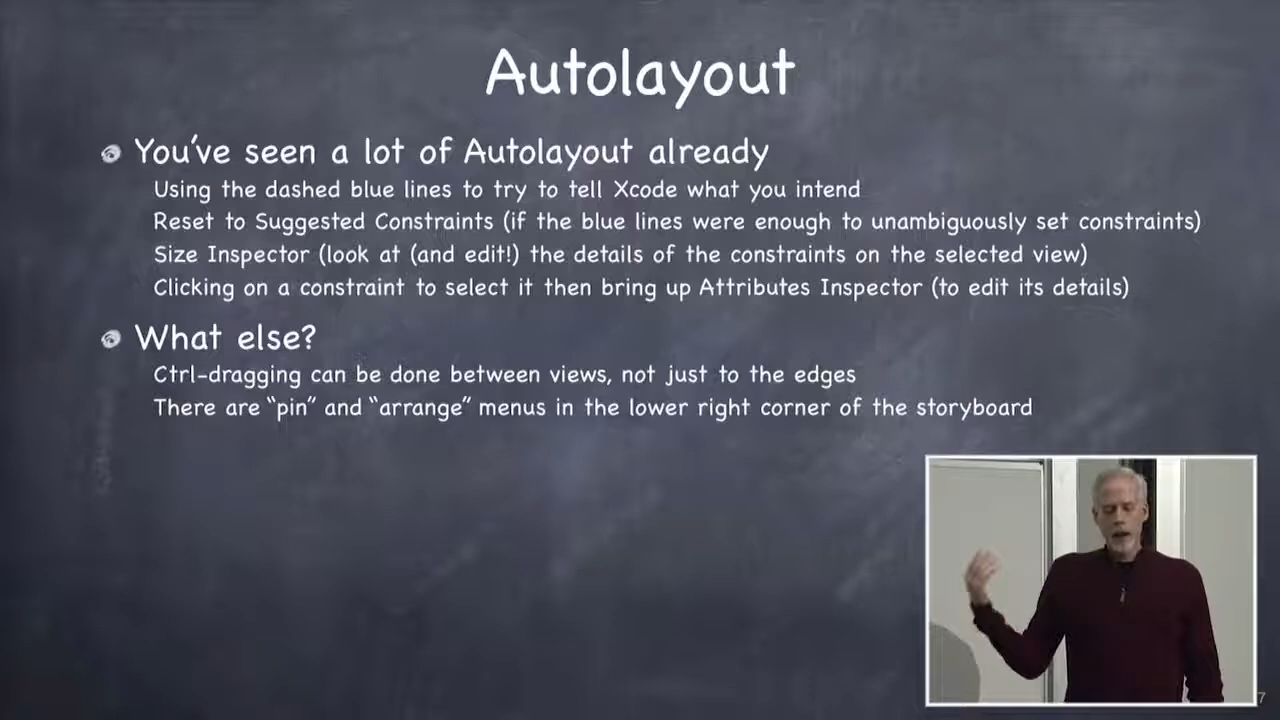 Autolayout
You've seen a lot of Autolayout already
Using the dashed blue lines to try to tell Xcode what you intend
Reset to Suggested Constraints (if the blue lines were enough to unambiguously set constraints)
Size Inspector (look at (and edit!) the details of the constraints on the selected view)
Clicking on a constraint to select it then bring up Attributes Inspector (to edit its details)
What else?
Ctrl-dragging can be done between views, not just to the edges
There are “pin” and “arrange” menus in the lower right corner of the storyboard
7